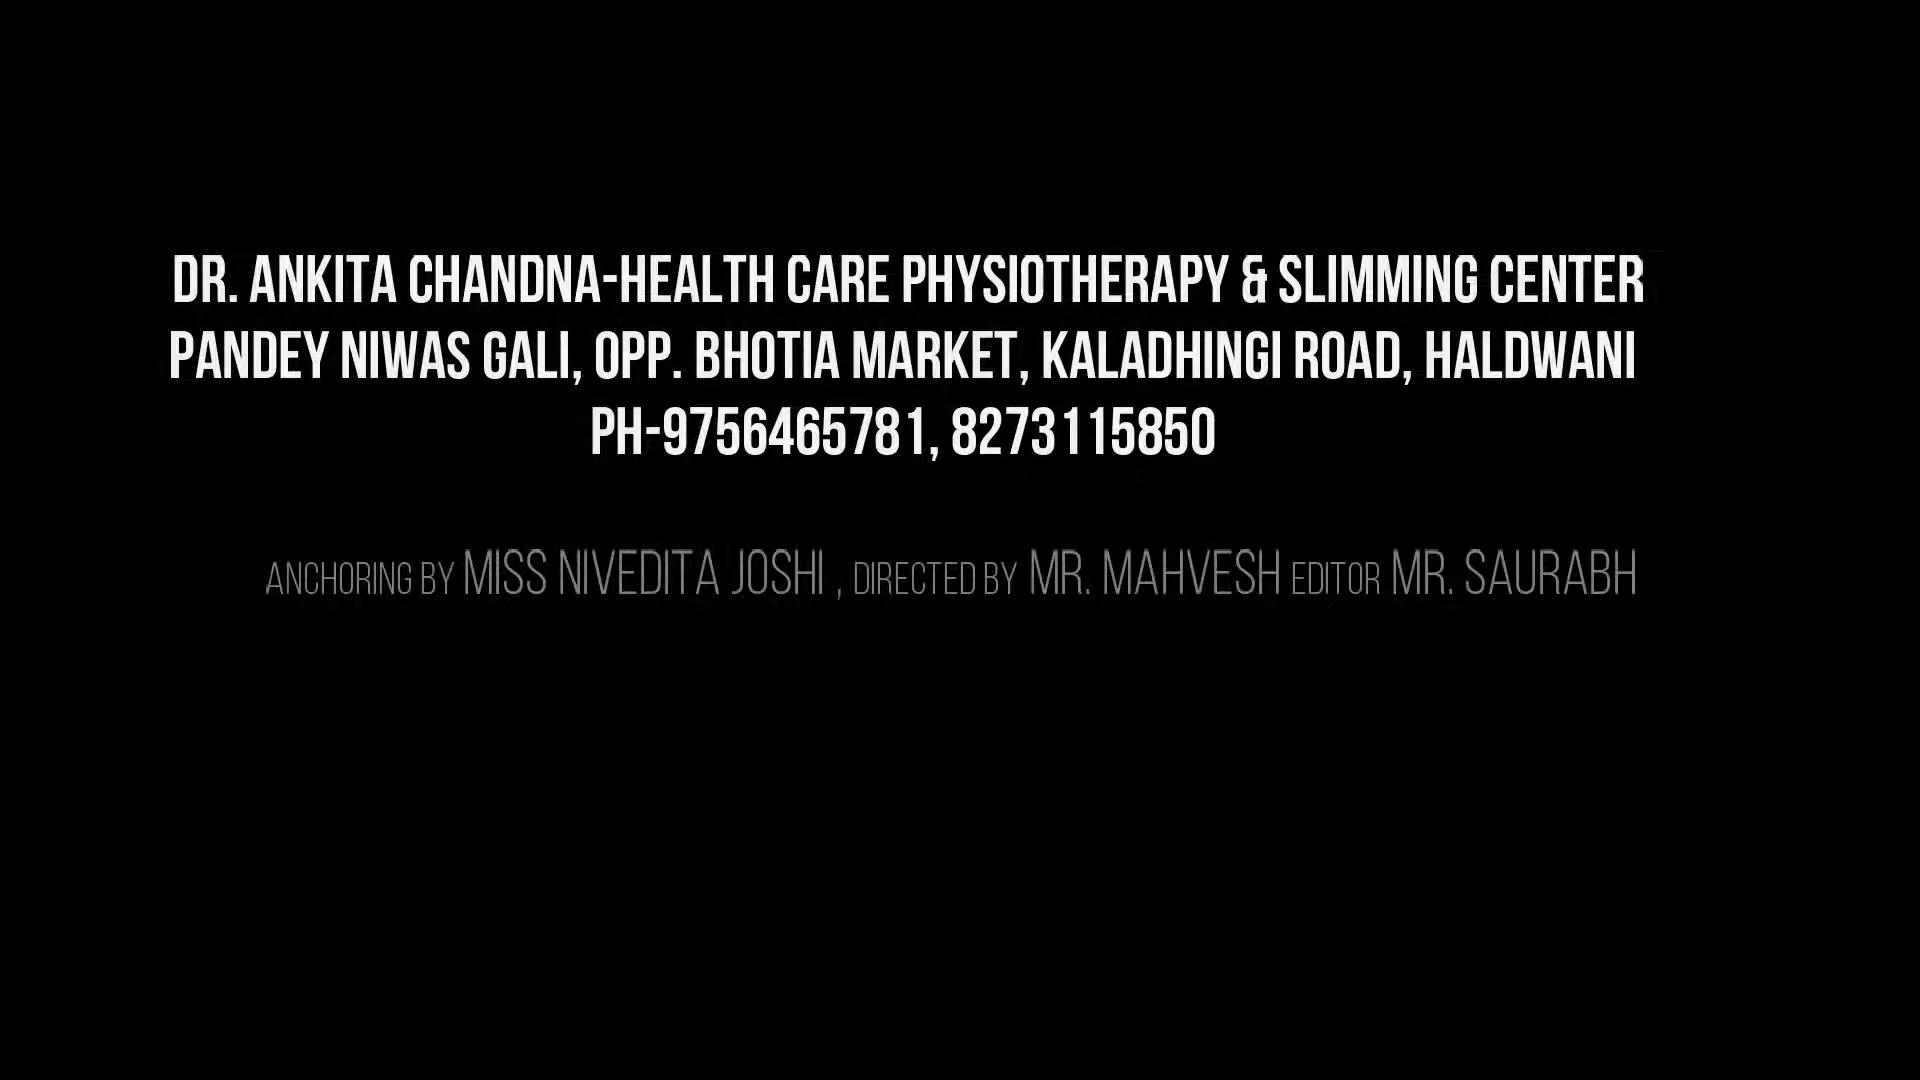 DR. ANKITA CHANDNA-HEALTH CARE PHYSIOTHERAPY & SLIMMING CENTER
PANDEY NIWAS GALI, OPP. BHOTIA MARKET, KALADHINGI ROAD, HALDWANI
PH-9756465781, 8273115850
ANCHORING BY MISS NIVEDITA JOSHI , DIRECTED BY MR. MAHVESH EDITOR MR. SAURABH